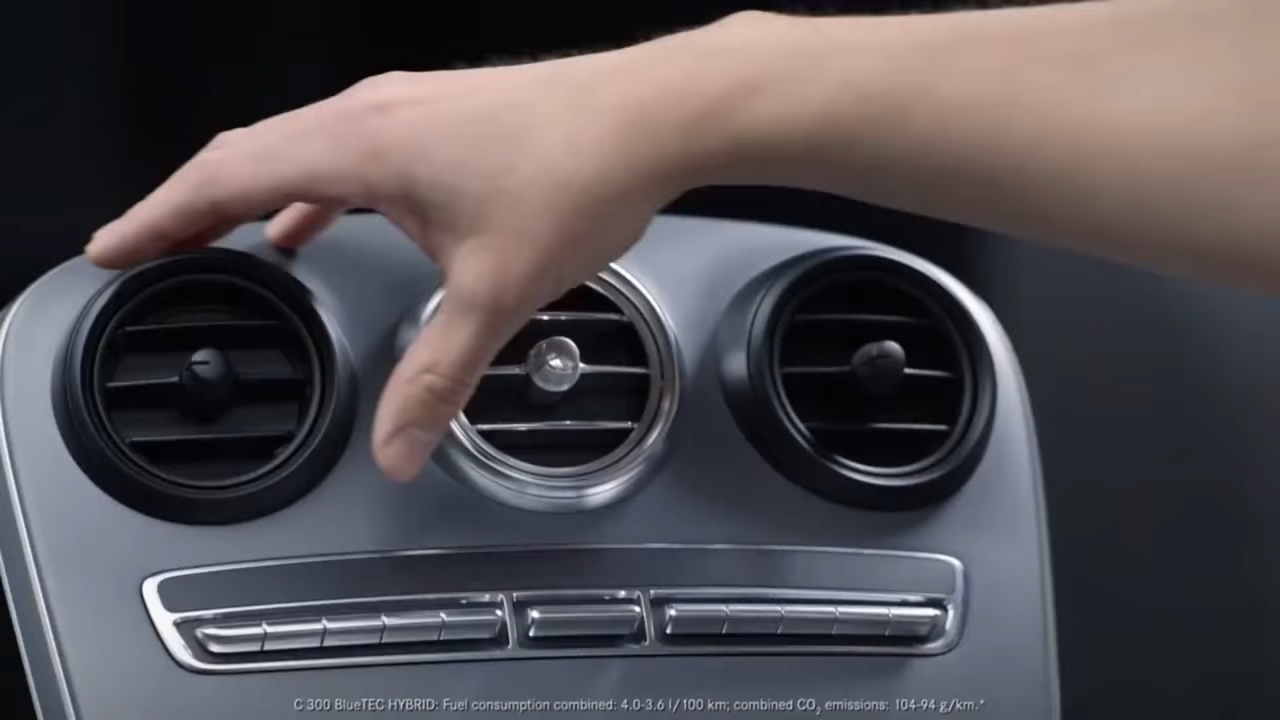 C 300 BlueTEC HYBRID: Fuel consumption combined: 4.0-3.6 l/100 km; combined CO₂ emissions: 104-94 g/km.*